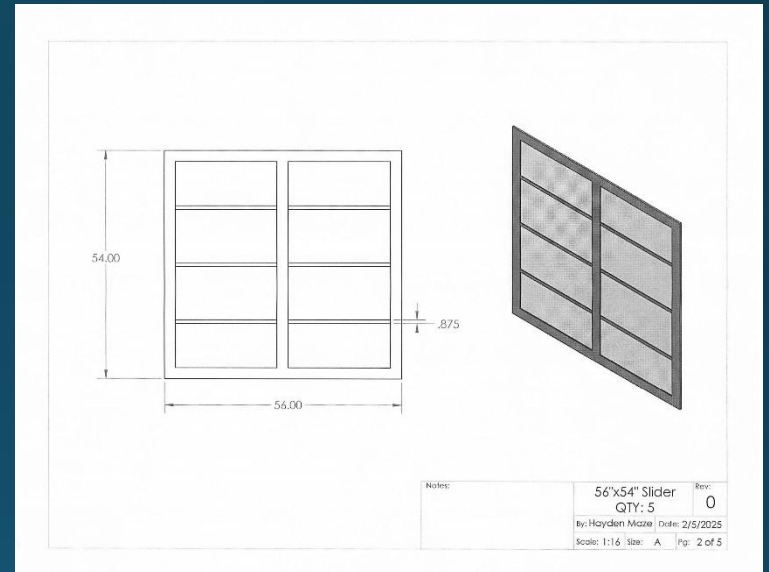 54.00
.875
56.00
Notes:
56"x54" Slider
QTY: 5
Rev:
0
By: Hayden Maze Date: 2/5/2025
Scale: 1:16 Size: A Pg: 2 of 5